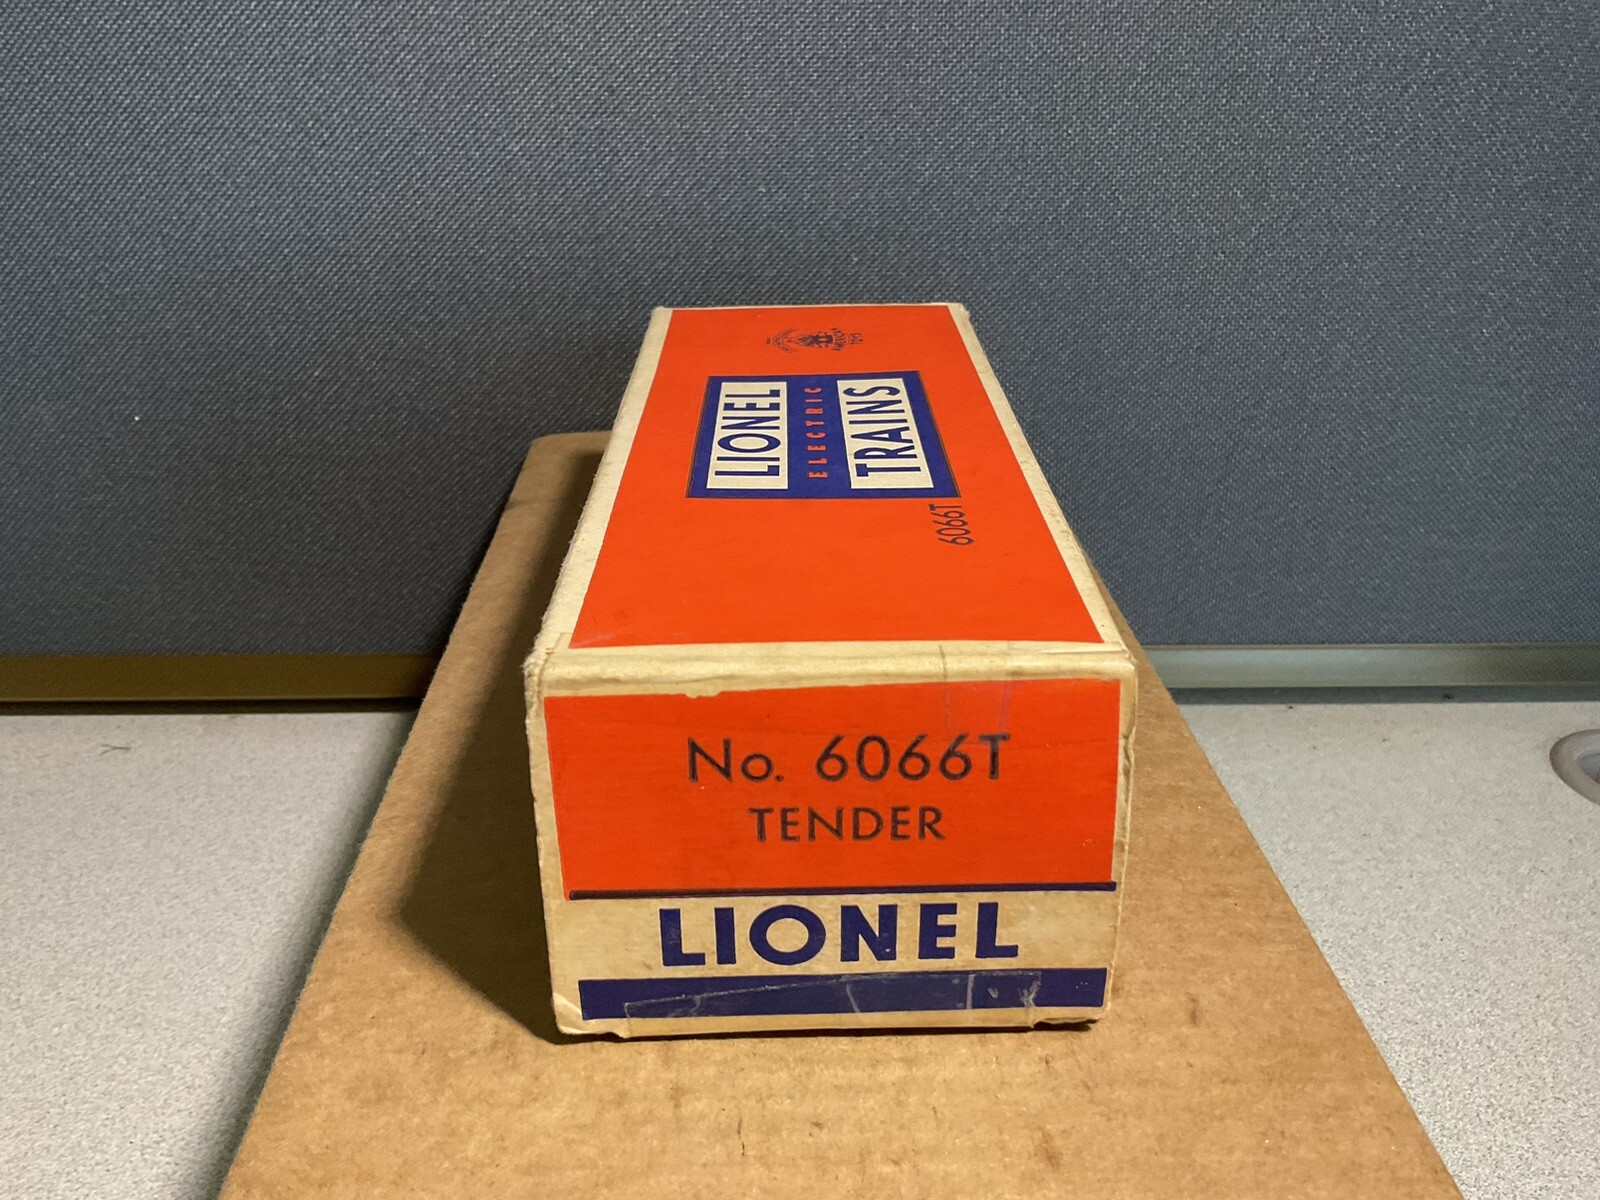 LIONEL
ELECTRIC
TRAINS
6066T
No. 6066T
TENDER
LIONEL